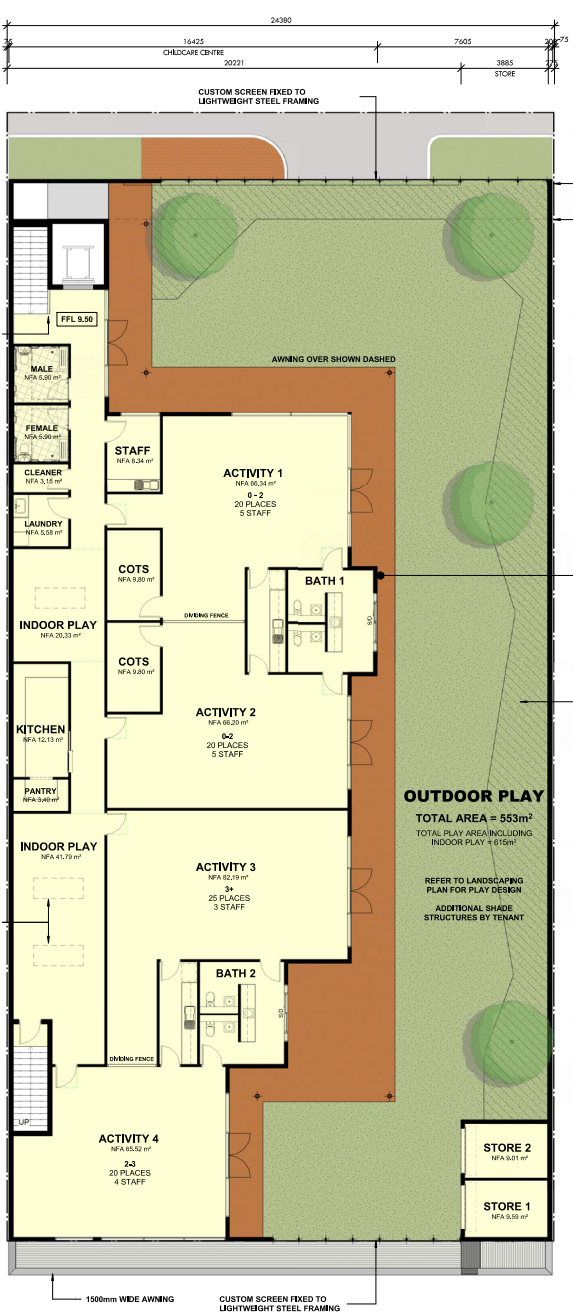 24380
75
16425
7605
200
75
CHILDCARE CENTRE
20221
3885
275
STORE
CUSTOM SCREEN FIXED TO
LIGHTWEIGHT STEEL FRAMING
FFL 9.50
AWNING OVER SHOWN DASHED
MALE
NFA 5.90 m²
FEMALE
NFA 5.90 m²
CLEANER
NFA 3.15 m²
LAUNDRY
NFA 5.58 m²
STAFF
NFA 8.34 m²
ACTIVITY 1
NFA 66.34 m²
0 - 2
20 PLACES
5 STAFF
COTS
NFA 9.80 m²
BATH 1
S/D
DIVIDING FENCE
INDOOR PLAY
NFA 20.33 m²
COTS
NFA 9.80 m²
KITCHEN
NFA 12.13 m²
PANTRY
NFA 3.40 m²
ACTIVITY 2
NFA 66.20 m²
0-2
20 PLACES
5 STAFF
OUTDOOR PLAY
TOTAL AREA = 553m²
TOTAL PLAY AREA INCLUDING
INDOOR PLAY = 615m²
REFER TO LANDSCAPING
PLAN FOR PLAY DESIGN
ADDITIONAL SHADE
STRUCTURES BY TENANT
INDOOR PLAY
NFA 41.79 m²
ACTIVITY 3
NFA 82.19 m²
3+
25 PLACES
3 STAFF
BATH 2
S/D
DIVIDING FENCE
UP
ACTIVITY 4
NFA 65.52 m²
2-3
20 PLACES
4 STAFF
STORE 2
NFA 9.01 m²
STORE 1
NFA 9.59 m²
1500mm WIDE AWNING
CUSTOM SCREEN FIXED TO
LIGHTWEIGHT STEEL FRAMING